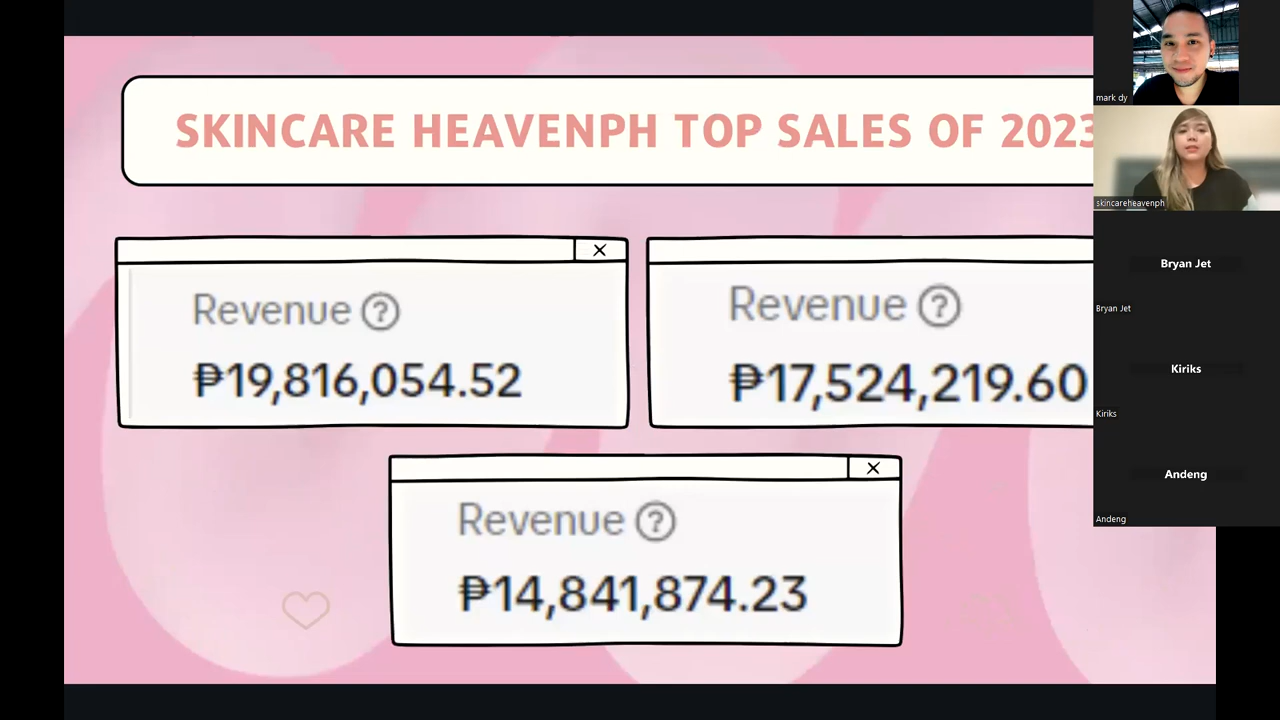 SKINCARE HEAVENPH TOP SALES OF 2023
Revenue ?
₱19,816,054.52
Revenue ?
₱17,524,219.60
Revenue ?
₱14,841,874.23
mark dy
skincareheavenph
Bryan Jet
Bryan Jet
Kiriks
Kiriks
Andeng
Andeng